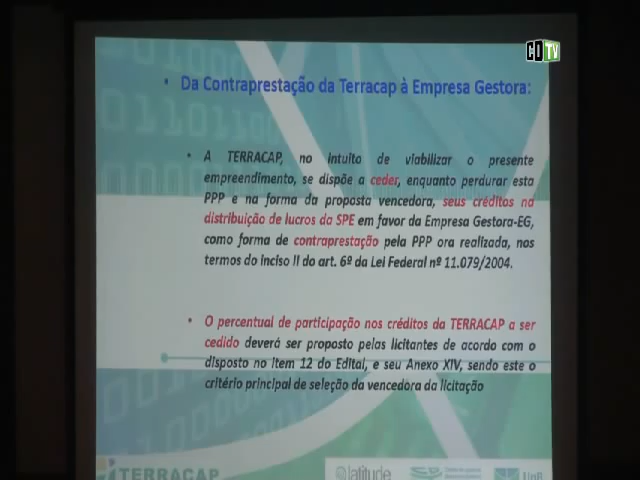 CDTV
• Da Contraprestação da Terracap à Empresa Gestora:
• A TERRACAP, no intuito de viabilizar o presente
empreendimento, se dispõe a ceder, enquanto perdurar esta
PPP e na forma da proposta vencedora, seus créditos na
distribuição de lucros da SPE em favor da Empresa Gestora-EG,
como forma de contraprestação pela PPP ora realizada, nos
termos do inciso II do art. 6º da Lei Federal nº 11.079/2004.
• O percentual de participação nos créditos da TERRACAP a ser
cedido deverá ser proposto pelas licitantes de acordo com o
disposto no item 12 do Edital, e seu Anexo XIV, sendo este o
critério principal de seleção da vencedora da licitação
TERRACAP latitude UnB